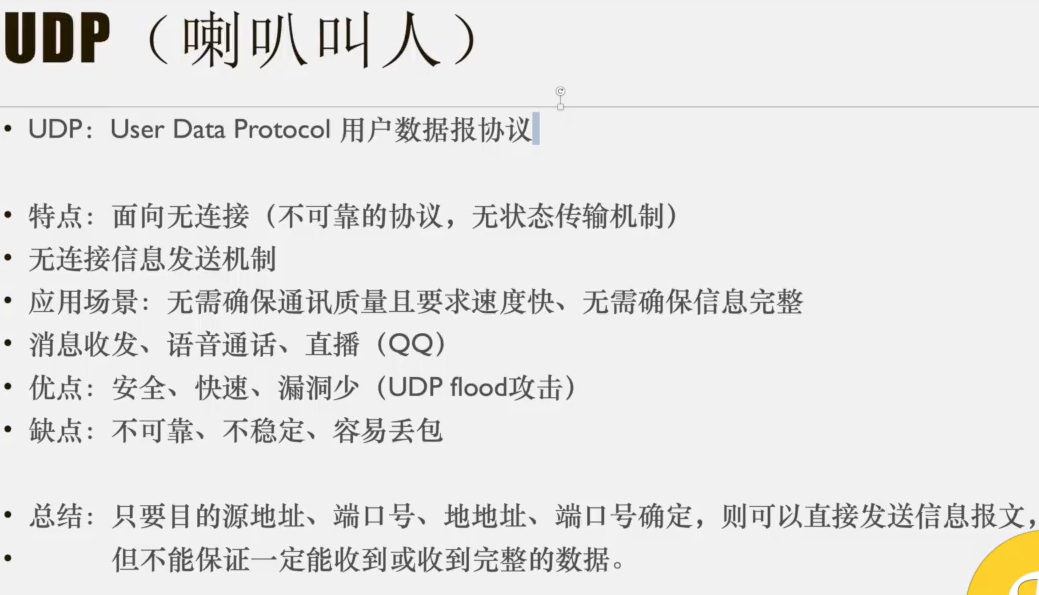 UDP（喇叭叫人）
• UDP：User Data Protocol 用户数据报协议
• 特点：面向无连接（不可靠的协议，无状态传输机制）
• 无连接信息发送机制
• 应用场景：无需确保通讯质量且要求速度快、无需确保信息完整
• 消息收发、语音通话、直播（QQ）
• 优点：安全、快速、漏洞少（UDP flood攻击）
• 缺点：不可靠、不稳定、容易丢包
• 总结：只要目的源地址、端口号、地地址、端口号确定，则可以直接发送信息报文，
• 但不能保证一定能收到或收到完整的数据。